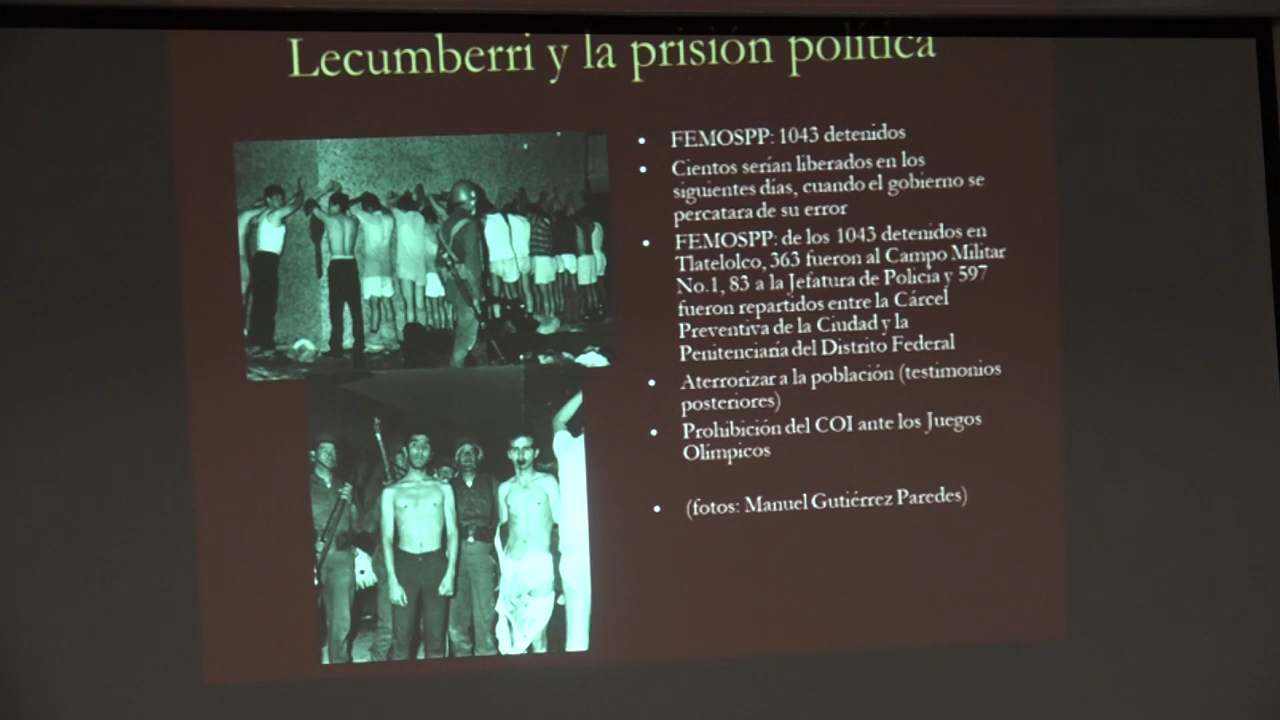 Lecumberri y la prisión política
• FEMOSPP: 1043 detenidos
• Cientos serían liberados en los
siguientes días, cuando el gobierno se
percatara de su error
• FEMOSPP: de los 1043 detenidos en
Tlatelolco, 363 fueron al Campo Militar
No.1, 83 a la Jefatura de Policía y 597
fueron repartidos entre la Cárcel
Preventiva de la Ciudad y la
Penitenciaría del Distrito Federal
• Aterrorizar a la población (testimonios
posteriores)
• Prohibición del COI ante los Juegos
Olímpicos
• (fotos: Manuel Gutiérrez Paredes)